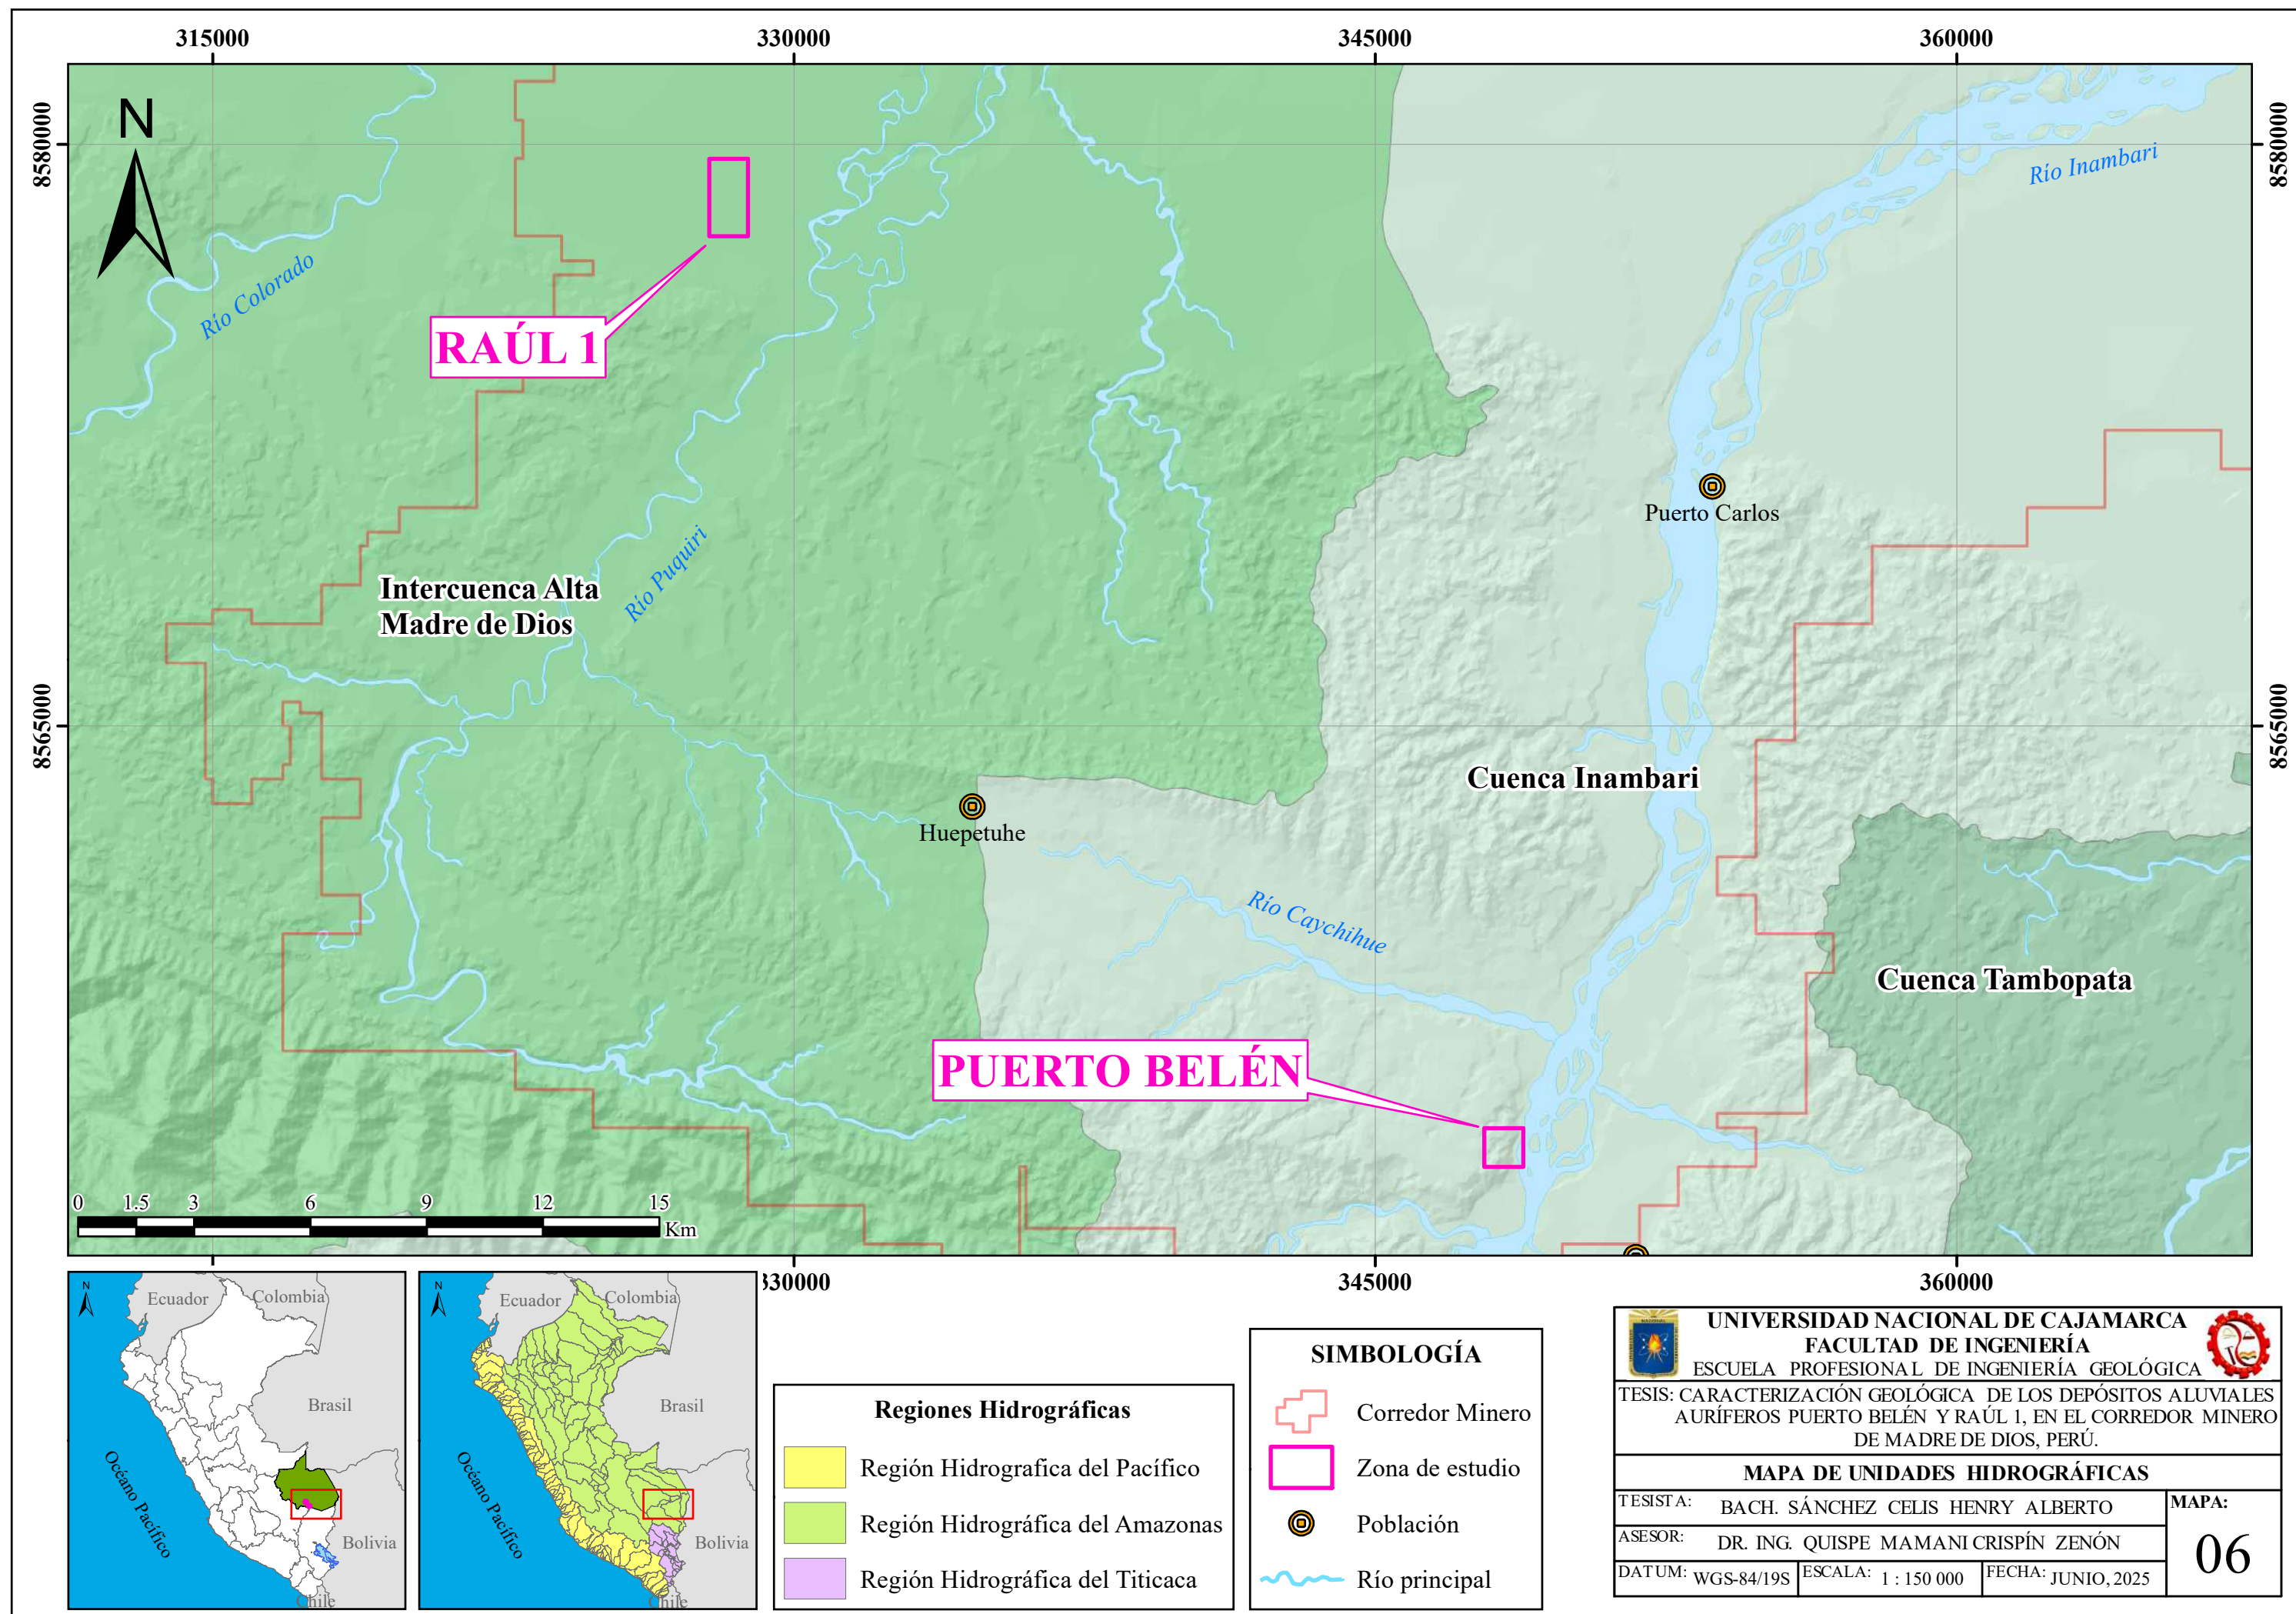 315000
330000
345000
360000
8580000
8580000
N
Río Inambari
Río Colorado
RAÚL 1
Puerto Carlos
Río Puquiri
Intercuenca Alta
Madre de Dios
8565000
8565000
Cuenca Inambari
Huepetuhe
Río Caychihue
Cuenca Tambopata
PUERTO BELÉN
0 1.5 3 6 9 12 15
Km
330000
345000
360000
N
Ecuador
Colombia
Brasil
Océano Pacífico
Bolivia
Chile
N
Ecuador
Colombia
Brasil
Océano Pacífico
Bolivia
Chile
Regiones Hidrográficas
Región Hidrografica del Pacífico
Región Hidrográfica del Amazonas
Región Hidrográfica del Titicaca
SIMBOLOGÍA
Corredor Minero
Zona de estudio
Población
Río principal
UNIVERSIDAD NACIONAL DE CAJAMARCA
FACULTAD DE INGENIERÍA
ESCUELA PROFESIONAL DE INGENIERÍA GEOLÓGICA
TESIS: CARACTERIZACIÓN GEOLÓGICA DE LOS DEPÓSITOS ALUVIALES
AURÍFEROS PUERTO BELÉN Y RAÚL 1, EN EL CORREDOR MINERO
DE MADRE DE DIOS, PERÚ.
MAPA DE UNIDADES HIDROGRÁFICAS
TESISTA: BACH. SÁNCHEZ CELIS HENRY ALBERTO
ASESOR: DR. ING. QUISPE MAMANI CRISPÍN ZENÓN
DATUM: WGS-84/19S ESCALA: 1 : 150 000 FECHA: JUNIO, 2025
MAPA:
06